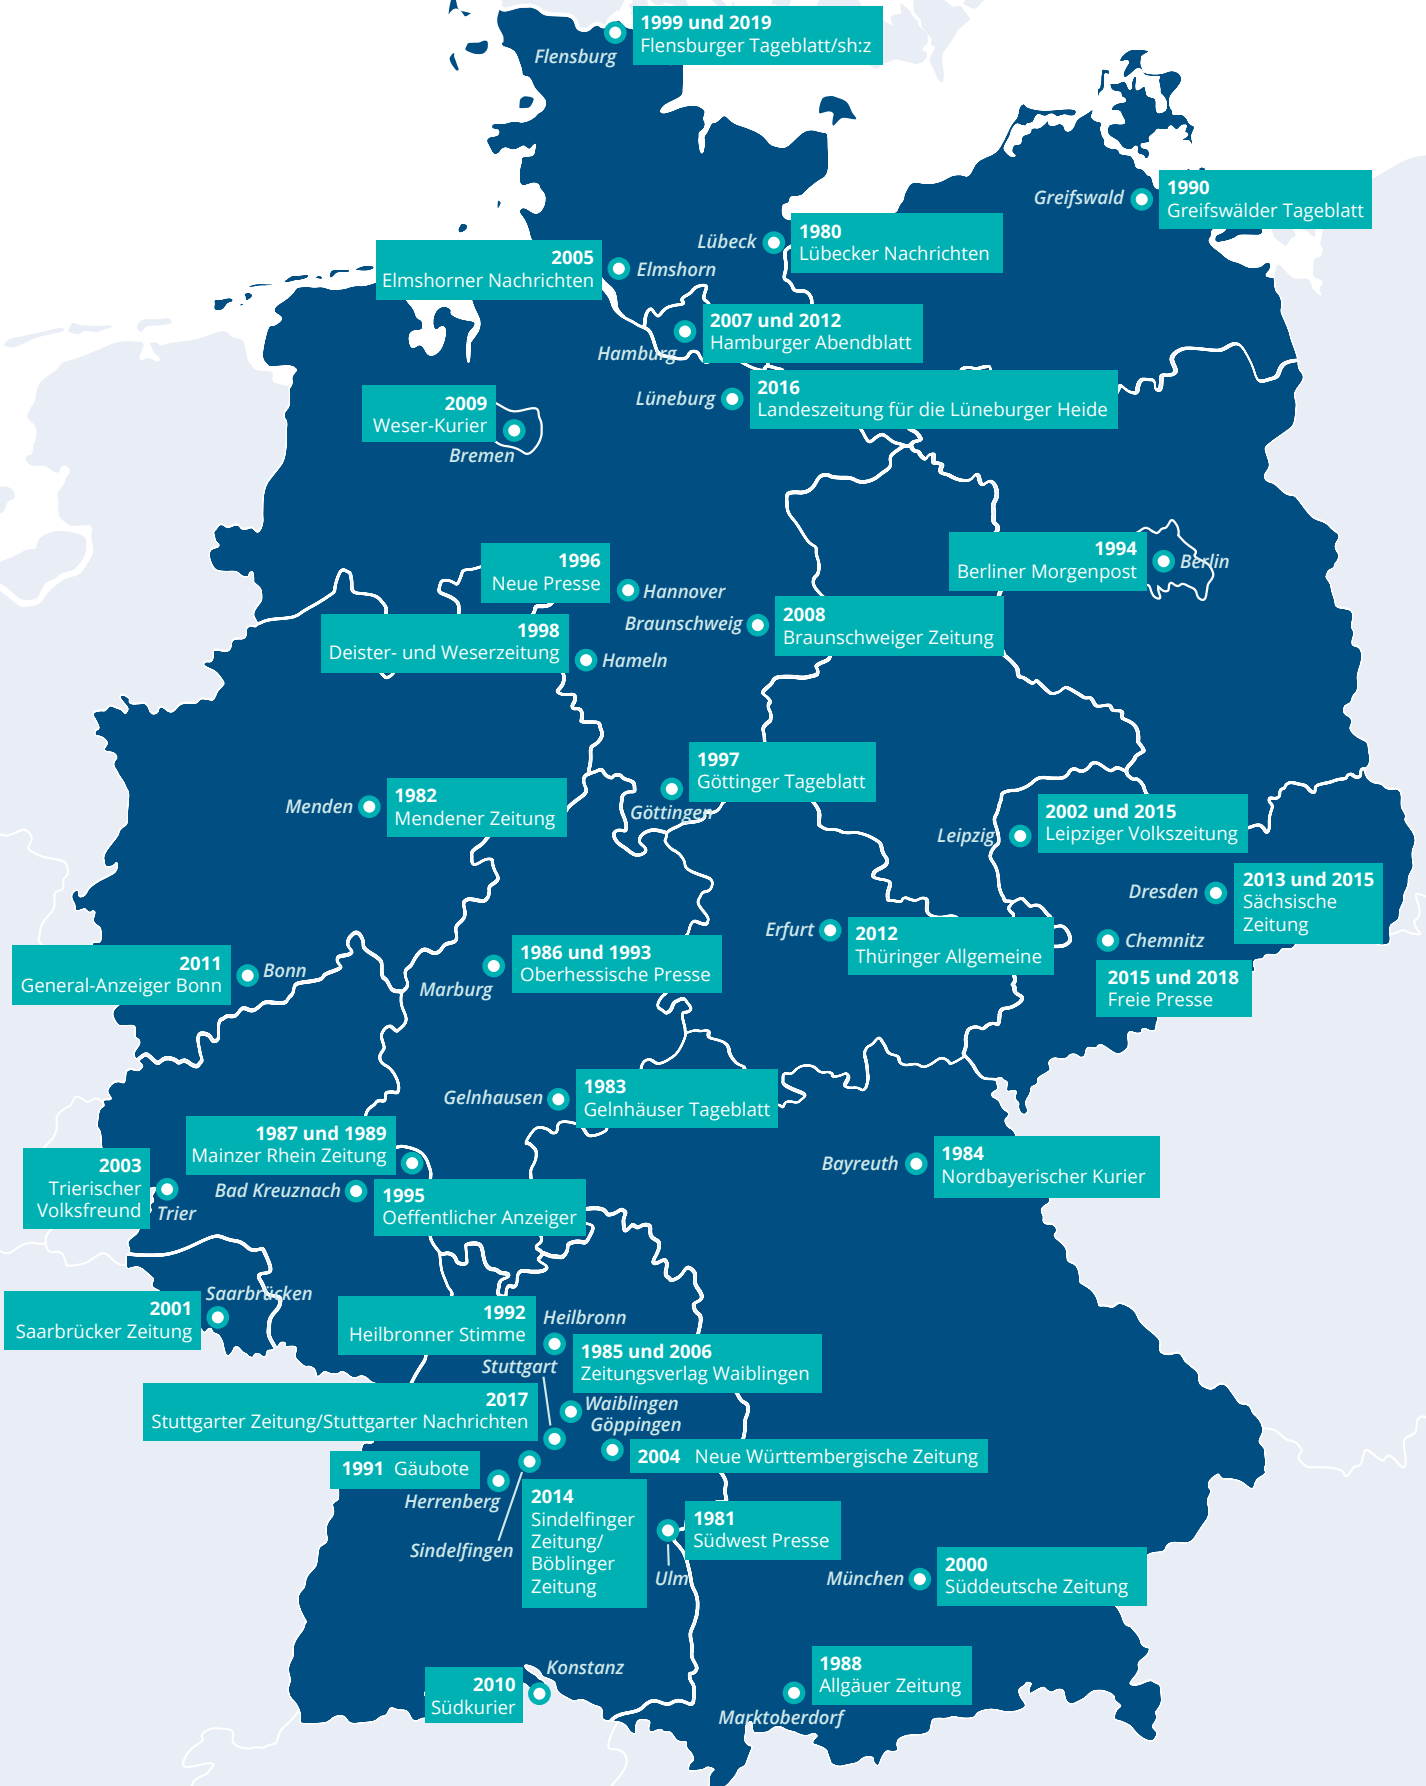 1999 und 2019
Flensburger Tageblatt/sh:z
Flensburg
1990
Greifswälder Tageblatt
Greifswald
1980
Lübecker Nachrichten
Lübeck
2005
Elmshorner Nachrichten
Elmshorn
2007 und 2012
Hamburger Abendblatt
Hamburg
2016
Landeszeitung für die Lüneburger Heide
Lüneburg
2009
Weser-Kurier
Bremen
1994
Berliner Morgenpost
Berlin
1996
Neue Presse
Hannover
2008
Braunschweiger Zeitung
Braunschweig
1998
Deister- und Weserzeitung
Hameln
1997
Göttinger Tageblatt
Göttingen
1982
Mendener Zeitung
Menden
2002 und 2015
Leipziger Volkszeitung
Leipzig
2013 und 2015
Sächsische
Zeitung
Dresden
2012
Thüringer Allgemeine
Erfurt
Chemnitz
2015 und 2018
Freie Presse
2011
General-Anzeiger Bonn
Bonn
1986 und 1993
Oberhessische Presse
Marburg
1983
Gelnhäuser Tageblatt
Gelnhausen
1987 und 1989
Mainzer Rhein Zeitung
1984
Nordbayerischer Kurier
Bayreuth
2003
Trierischer
Volksfreund
Trier
Bad Kreuznach
1995
Oeffentlicher Anzeiger
Saarbrücken
2001
Saarbrücker Zeitung
1992
Heilbronner Stimme
Heilbronn
1985 und 2006
Zeitungsverlag Waiblingen
Stuttgart
2017
Stuttgarter Zeitung/Stuttgarter Nachrichten
Waiblingen
Göppingen
2004 Neue Württembergische Zeitung
1991 Gäubote
Herrenberg
2014
Sindelfinger
Zeitung/
Böblinger
Zeitung
Sindelfingen
1981
Südwest Presse
Ulm
2000
Süddeutsche Zeitung
München
1988
Allgäuer Zeitung
Marktoberdorf
Konstanz
2010
Südkurier